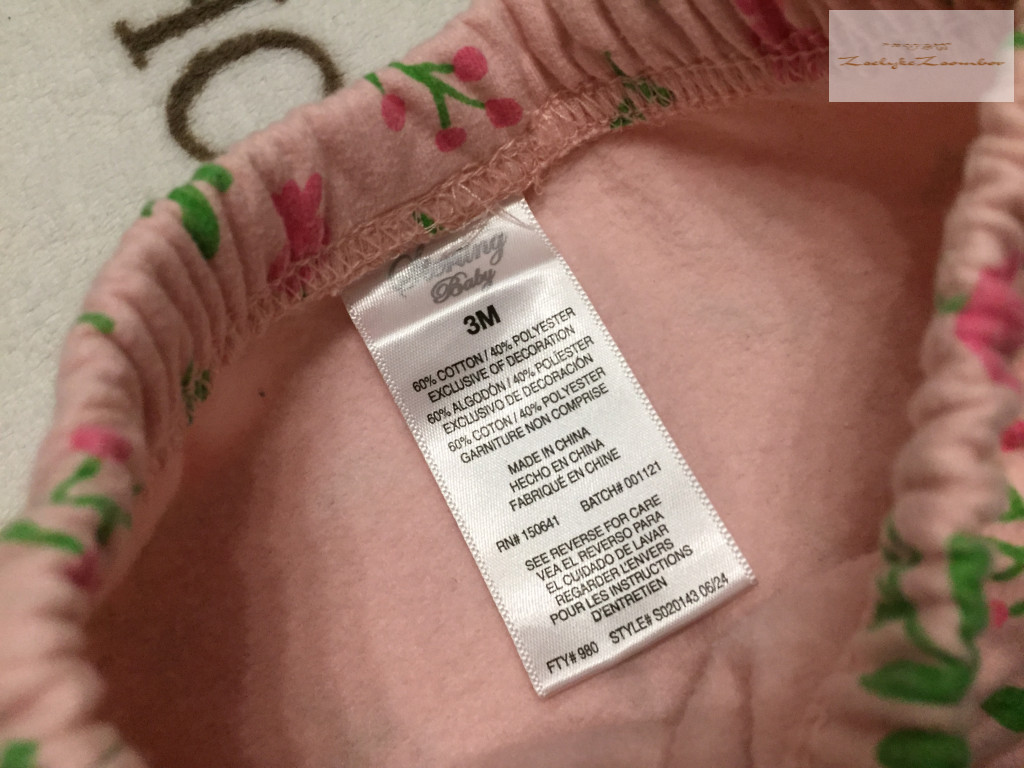 Baby
3M
60% COTTON / 40% POLYESTER
EXCLUSIVE OF DECORATION
60% ALGODÓN / 40% POLIÉSTER
EXCLUSIVO DE DECORACIÓN
60% COTON / 40% POLYESTER
GARNITURE NON COMPRISE
MADE IN CHINA
HECHO EN CHINA
FABRIQUÉ EN CHINE
RN# 150641 BATCH# 001121
SEE REVERSE FOR CARE
VEA EL REVERSO PARA
EL CUIDADO DE LAVAR
REGARDER L'ENVERS
POUR LES INSTRUCTIONS
D'ENTRETIEN
FTY# 980 STYLE# S020143 06/24